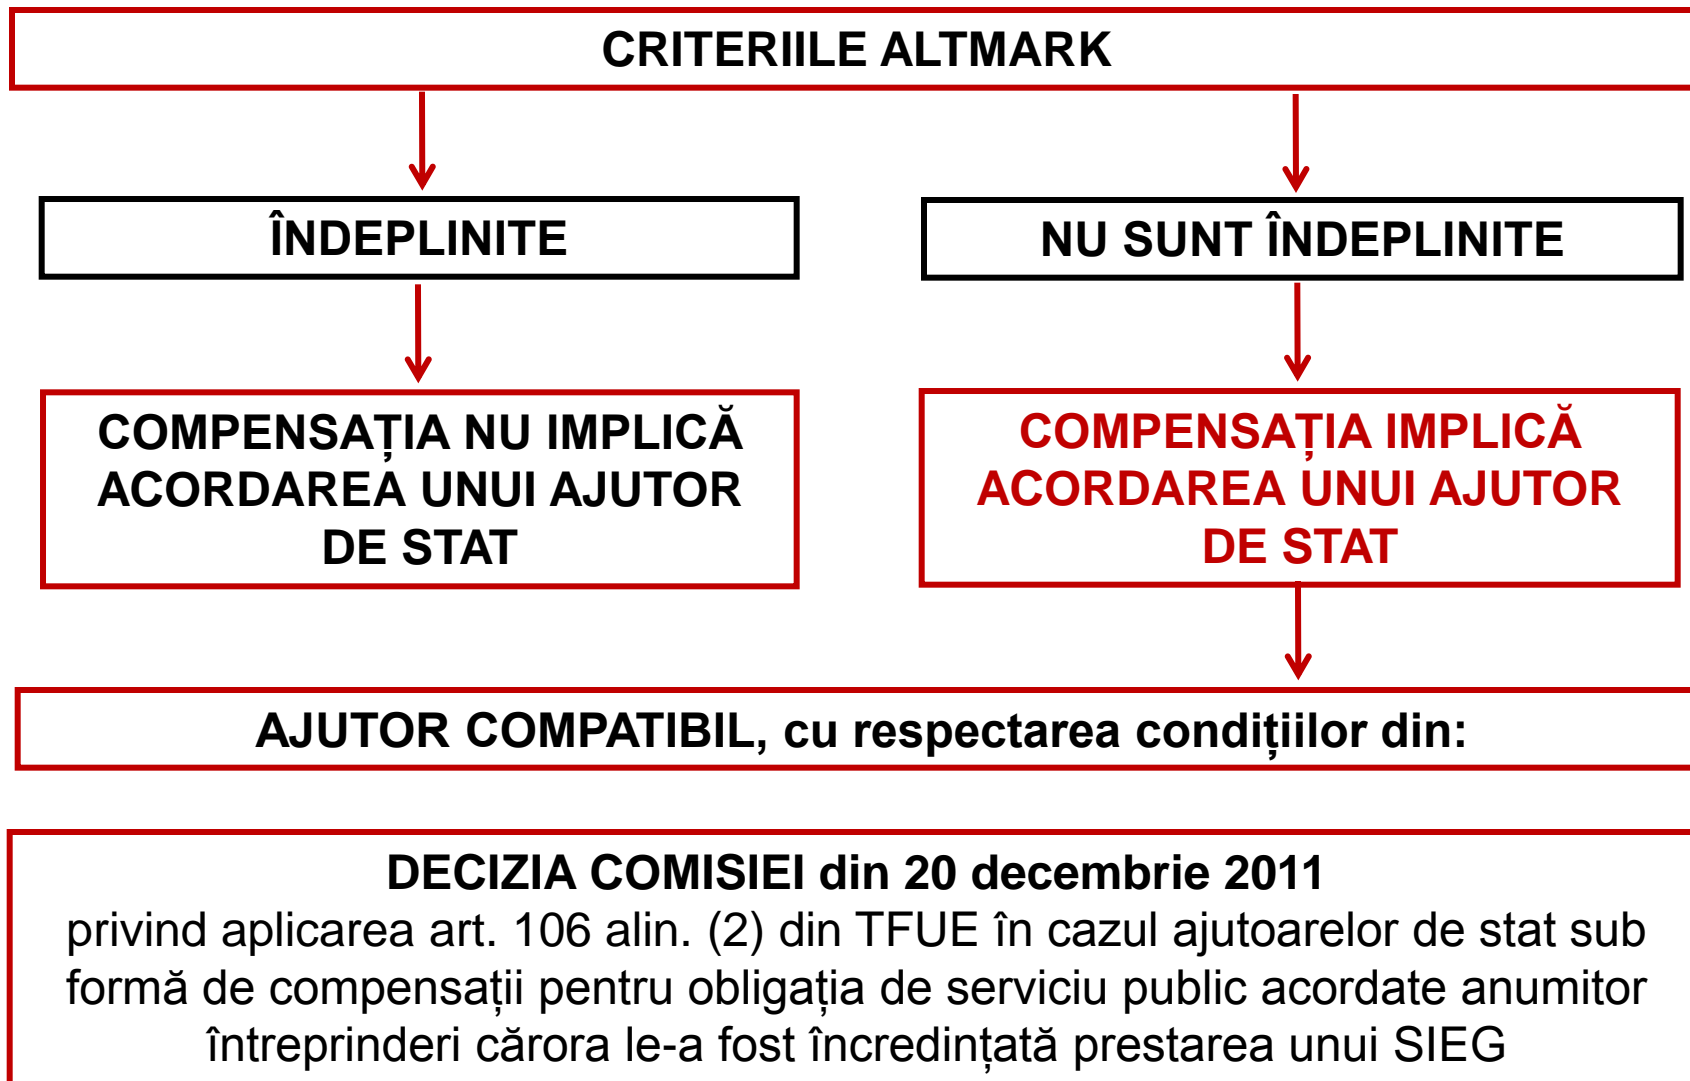 CRITERIILE ALTMARK
ÎNDEPLINITE
NU SUNT ÎNDEPLINITE
COMPENSAȚIA NU IMPLICĂ
ACORDAREA UNUI AJUTOR
DE STAT
COMPENSAȚIA IMPLICĂ
ACORDAREA UNUI AJUTOR
DE STAT
AJUTOR COMPATIBIL, cu respectarea condițiilor din:
DECIZIA COMISIEI din 20 decembrie 2011
privind aplicarea art. 106 alin. (2) din TFUE în cazul ajutoarelor de stat sub
formă de compensații pentru obligația de serviciu public acordate anumitor
întreprinderi cărora le-a fost încredințată prestarea unui SIEG